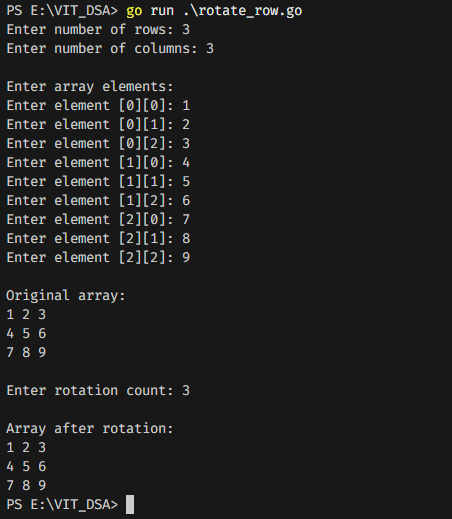 PS E:\VIT_DSA> go run .\rotate_row.go
Enter number of rows: 3
Enter number of columns: 3

Enter array elements:
Enter element [0][0]: 1
Enter element [0][1]: 2
Enter element [0][2]: 3
Enter element [1][0]: 4
Enter element [1][1]: 5
Enter element [1][2]: 6
Enter element [2][0]: 7
Enter element [2][1]: 8
Enter element [2][2]: 9

Original array:
1 2 3
4 5 6
7 8 9

Enter rotation count: 3

Array after rotation:
1 2 3
4 5 6
7 8 9
PS E:\VIT_DSA>